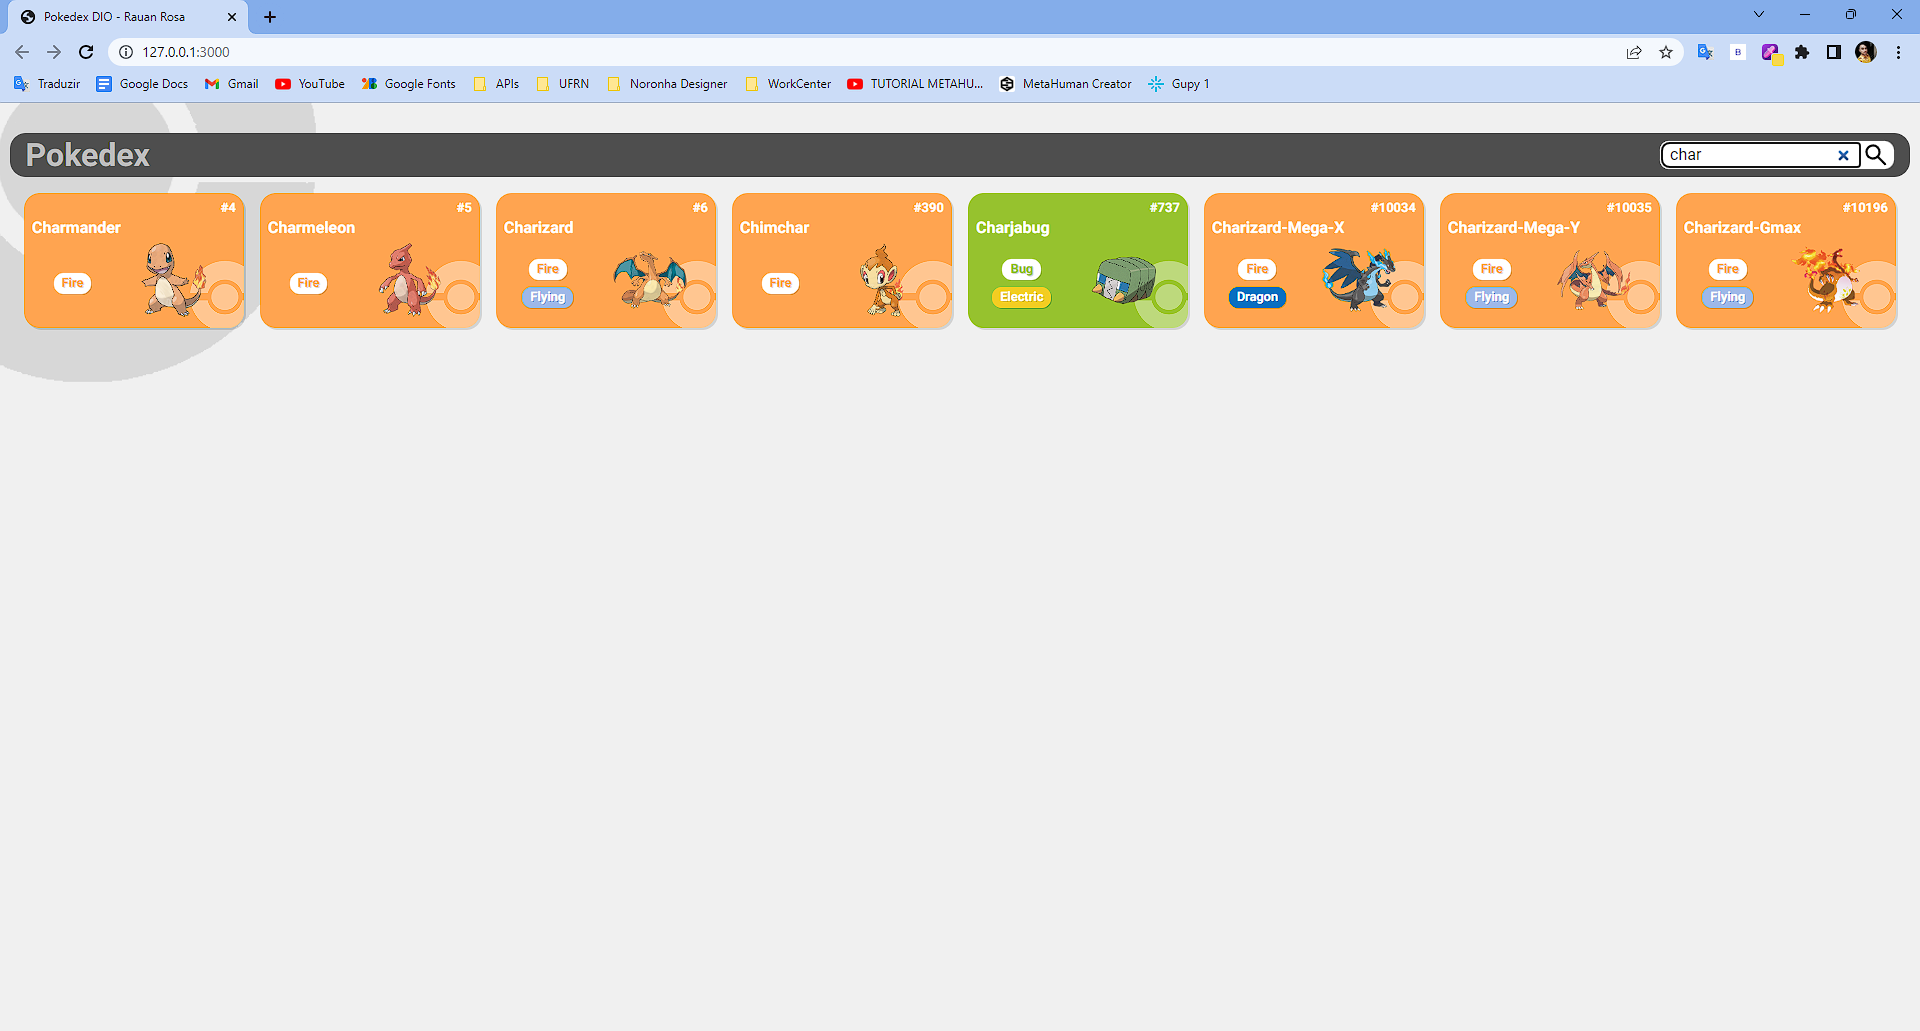 Pokedex DIO - Rauan Rosa
127.0.0.1:3000
Traduzir Google Docs Gmail YouTube Google Fonts APIs UFRN Noronha Designer WorkCenter TUTORIAL METAHU... MetaHuman Creator Gupy 1
Pokedex
char
#4
Charmander
Fire
#5
Charmeleon
Fire
#6
Charizard
Fire
Flying
#390
Chimchar
Fire
#737
Charjabug
Bug
Electric
#10034
Charizard-Mega-X
Fire
Dragon
#10035
Charizard-Mega-Y
Fire
Flying
#10196
Charizard-Gmax
Fire
Flying